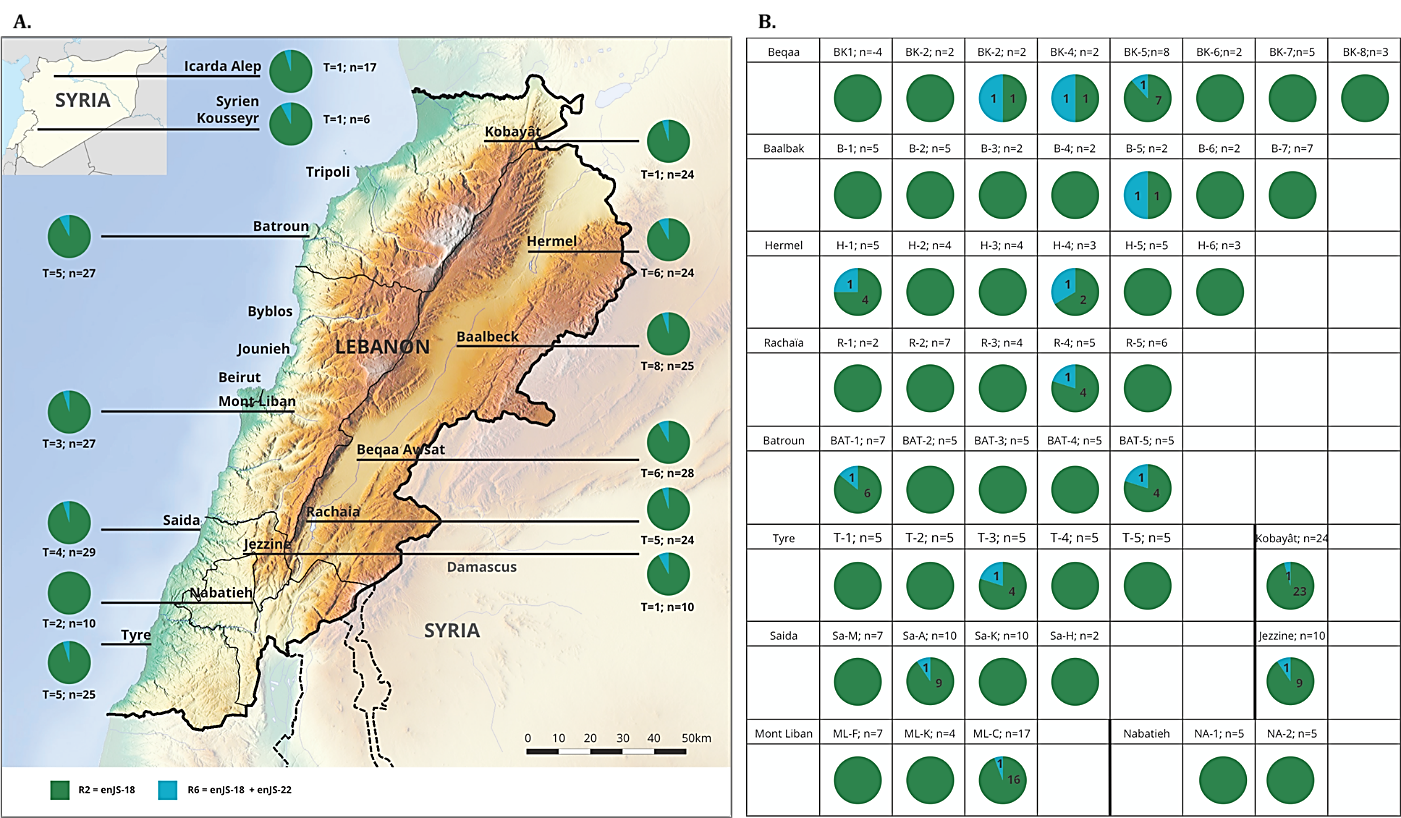 A.
Icarda Alep
T=1; n=17
SYRIA
Syrien
Kousseyr
T=1; n=6
Kobayât
T=1; n=24
Tripoli
Batroun
T=5; n=27
Hermel
T=6; n=24
Byblos
Baalbeck
T=8; n=25
Jounieh
LEBANON
Beirut
Mont Liban
T=3; n=27
Beqaa Awsat
T=6; n=28
Rachaia
T=5; n=24
Saida
T=4; n=29
Jezzine
T=1; n=10
Damascus
Nabatieh
T=2; n=10
Tyre
T=5; n=25
SYRIA
0 10 20 30 40 50km
R2 = enJS-18 R6 = enJS-18 + enJS-22
B.
Beqaa BK1; n=-4 BK-2; n=2 BK-2; n=2 BK-4; n=2 BK-5;n=8 BK-6;n=2 BK-7;n=5 BK-8;n=3
1 1 1 1 1 7
Baalbak B-1; n=5 B-2; n=5 B-3; n=2 B-4; n=2 B-5; n=2 B-6; n=2 B-7; n=7
1 1
Hermel H-1; n=5 H-2; n=4 H-3; n=4 H-4; n=3 H-5; n=5 H-6; n=3
1 4 1 2
Rachaïa R-1; n=2 R-2; n=7 R-3; n=4 R-4; n=5 R-5; n=6
1 4
Batroun BAT-1; n=7 BAT-2; n=5 BAT-3; n=5 BAT-4; n=5 BAT-5; n=5
1 6 1 4
Tyre T-1; n=5 T-2; n=5 T-3; n=5 T-4; n=5 T-5; n=5 Kobayât; n=24
1 4 1 23
Saida Sa-M; n=7 Sa-A; n=10 Sa-K; n=10 Sa-H; n=2 Jezzine; n=10
1 9 1 9
Mont Liban ML-F; n=7 ML-K; n=4 ML-C; n=17 Nabatieh NA-1; n=5 NA-2; n=5
1 16